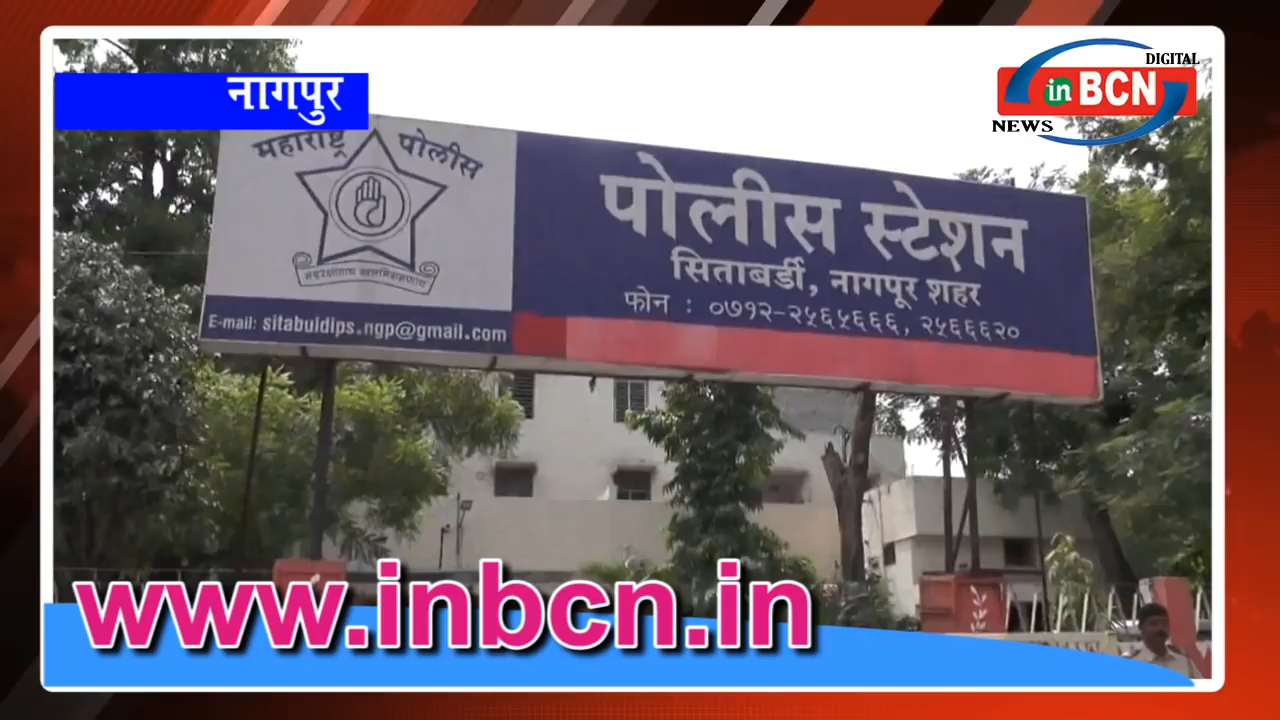 नागपुर
DIGITAL
in BCN
NEWS
महाराष्ट्र पोलीस
पोलीस स्टेशन
सिताबर्डी, नागपूर शहर
फोन : ०७१२-२५६५६६६, २५६६६२०
E-mail: sitabuldips.ngp@gmail.com
www.inbcn.in